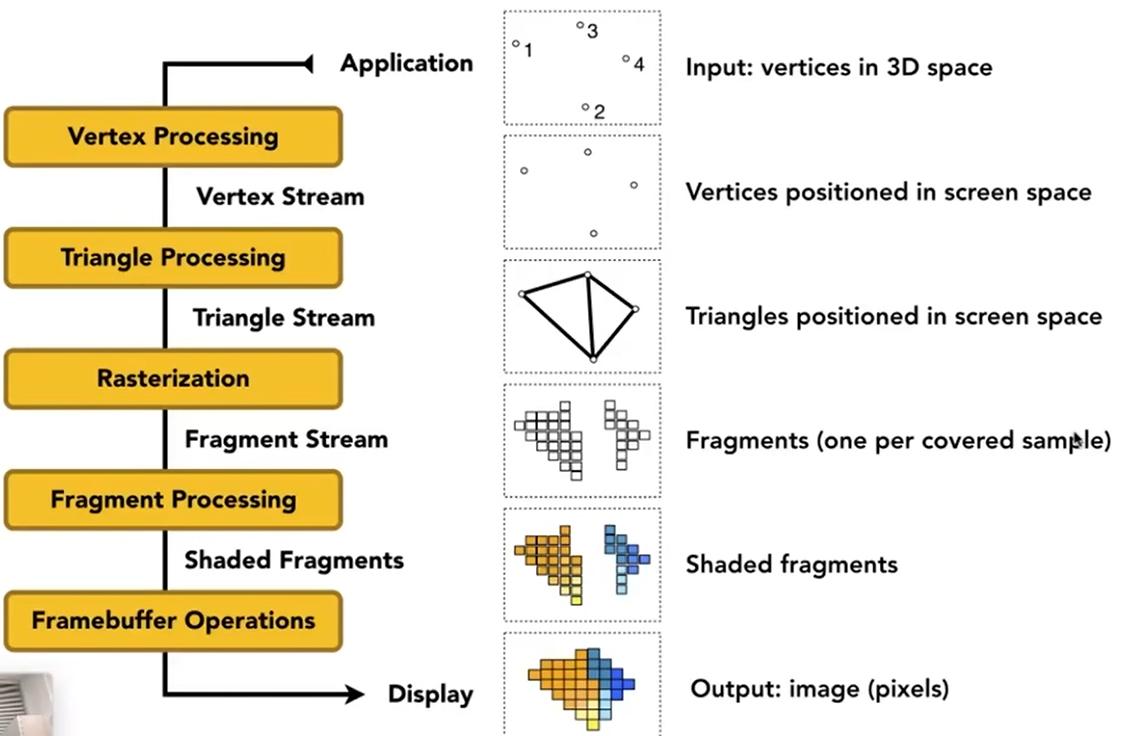 Application
3
1
4
2
Input: vertices in 3D space
Vertex Processing
Vertex Stream
Vertices positioned in screen space
Triangle Processing
Triangle Stream
Triangles positioned in screen space
Rasterization
Fragment Stream
Fragments (one per covered sample)
Fragment Processing
Shaded Fragments
Shaded fragments
Framebuffer Operations
Display
Output: image (pixels)